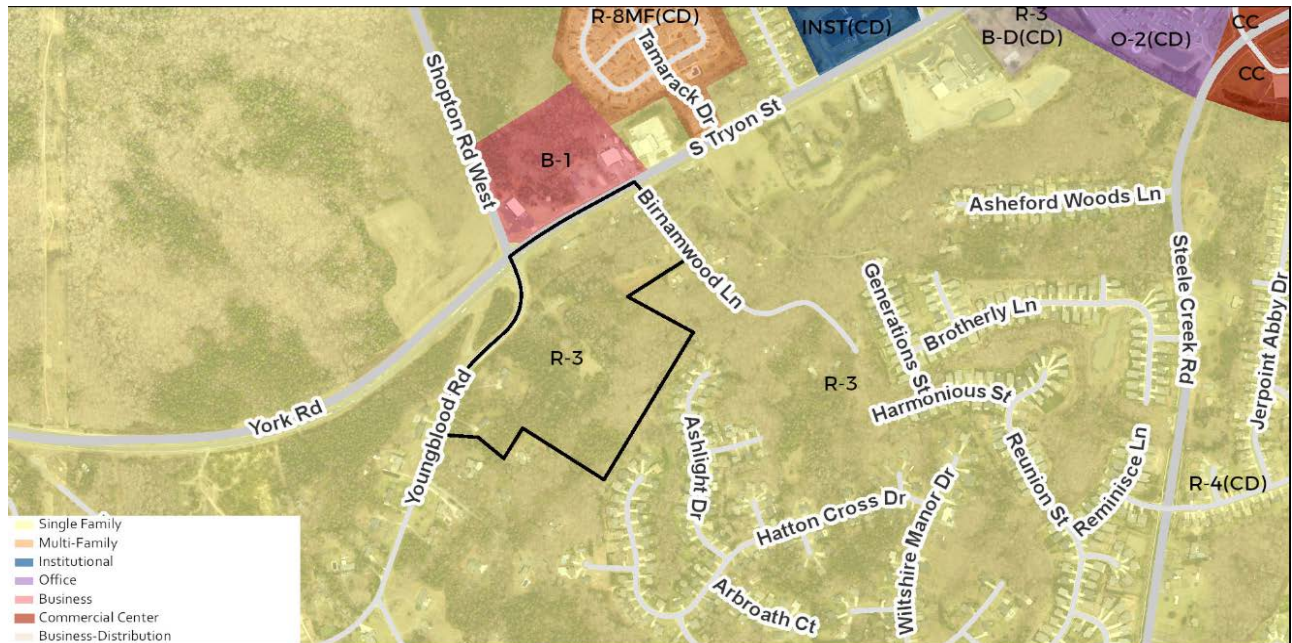 R-8MF(CD)
INST(CD)
R-3
B-D(CD)
O-2(CD)
CC
CC
Tamarack Dr
Shopton Rd West
S Tryon St
B-1
Birnamwood Ln
Asheford Woods Ln
Steele Creek Rd
Jerpoint Abby Dr
Generations St
Brotherly Ln
R-3
R-3
Harmonious St
York Rd
Youngblood Rd
Ashlight Dr
Reunion St
Reminisce Ln
R-4(CD)
Hatton Cross Dr
Wiltshire Manor Dr
Arbroath Ct
Single Family
Multi-Family
Institutional
Office
Business
Commercial Center
Business-Distribution